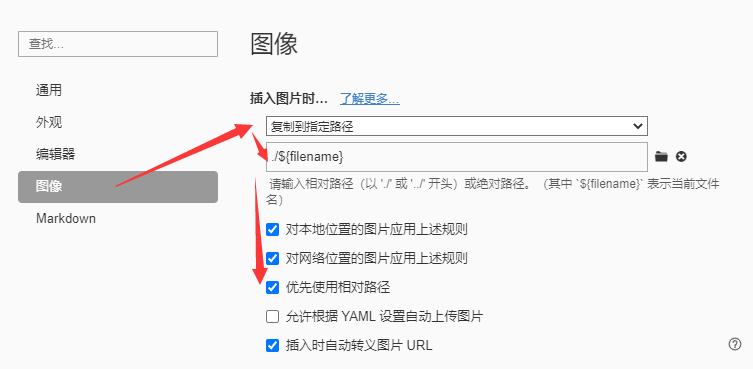 查找…
图像
通用
外观
编辑器
图像
Markdown
插入图片时… 了解更多…
复制到指定路径
./${filename}
请输入相对路径（以 './' 或 '../' 开头）或绝对路径。（其中 `${filename}` 表示当前文件
名）
对本地位置的图片应用上述规则
对网络位置的图片应用上述规则
优先使用相对路径
允许根据 YAML 设置自动上传图片
插入时自动转义图片 URL